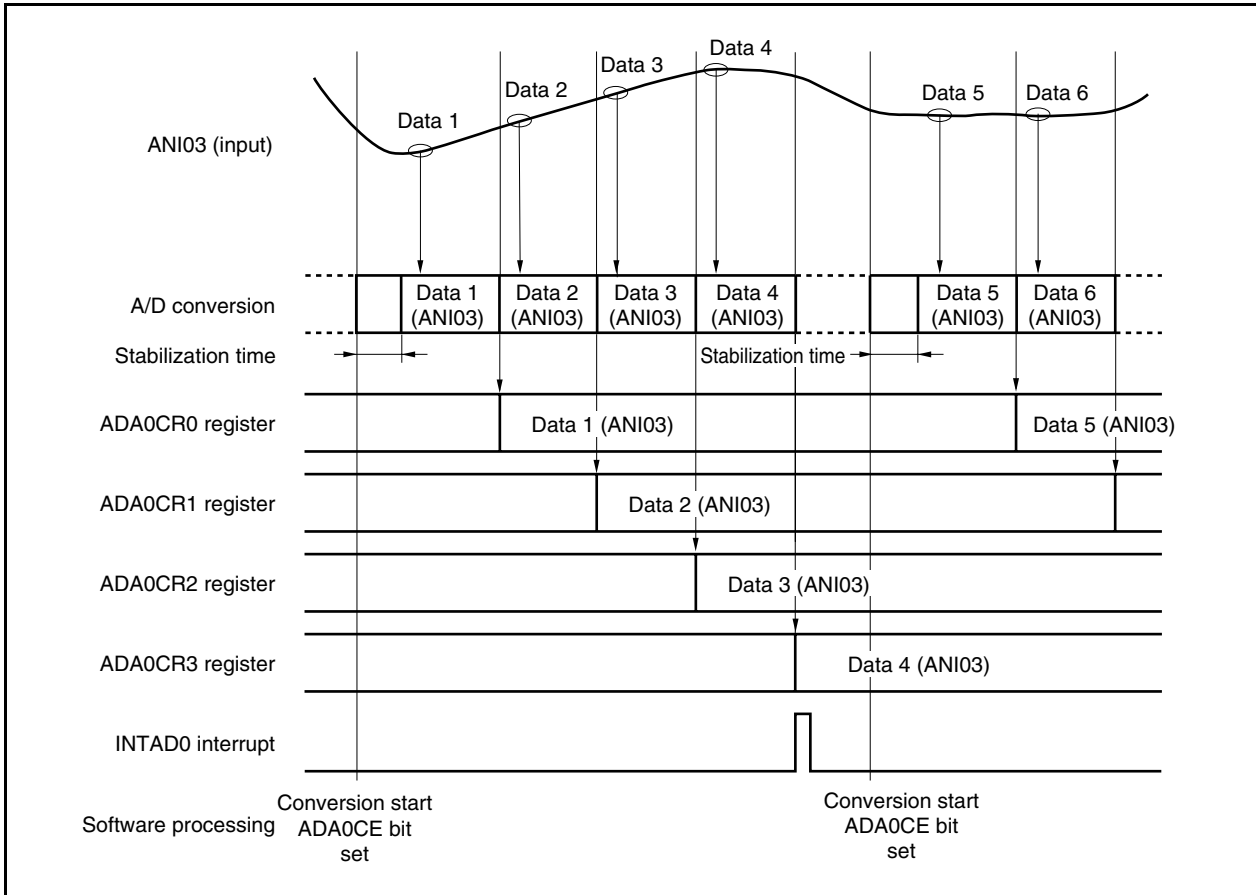 Data 1
Data 2
Data 3
Data 4
Data 5
Data 6
ANI03 (input)
A/D conversion
Data 1
(ANI03)
Data 2
(ANI03)
Data 3
(ANI03)
Data 4
(ANI03)
Data 5
(ANI03)
Data 6
(ANI03)
Stabilization time
Stabilization time
ADA0CR0 register
Data 1 (ANI03)
Data 5 (ANI03)
ADA0CR1 register
Data 2 (ANI03)
ADA0CR2 register
Data 3 (ANI03)
ADA0CR3 register
Data 4 (ANI03)
INTAD0 interrupt
Software processing
Conversion start
ADA0CE bit
set
Conversion start
ADA0CE bit
set